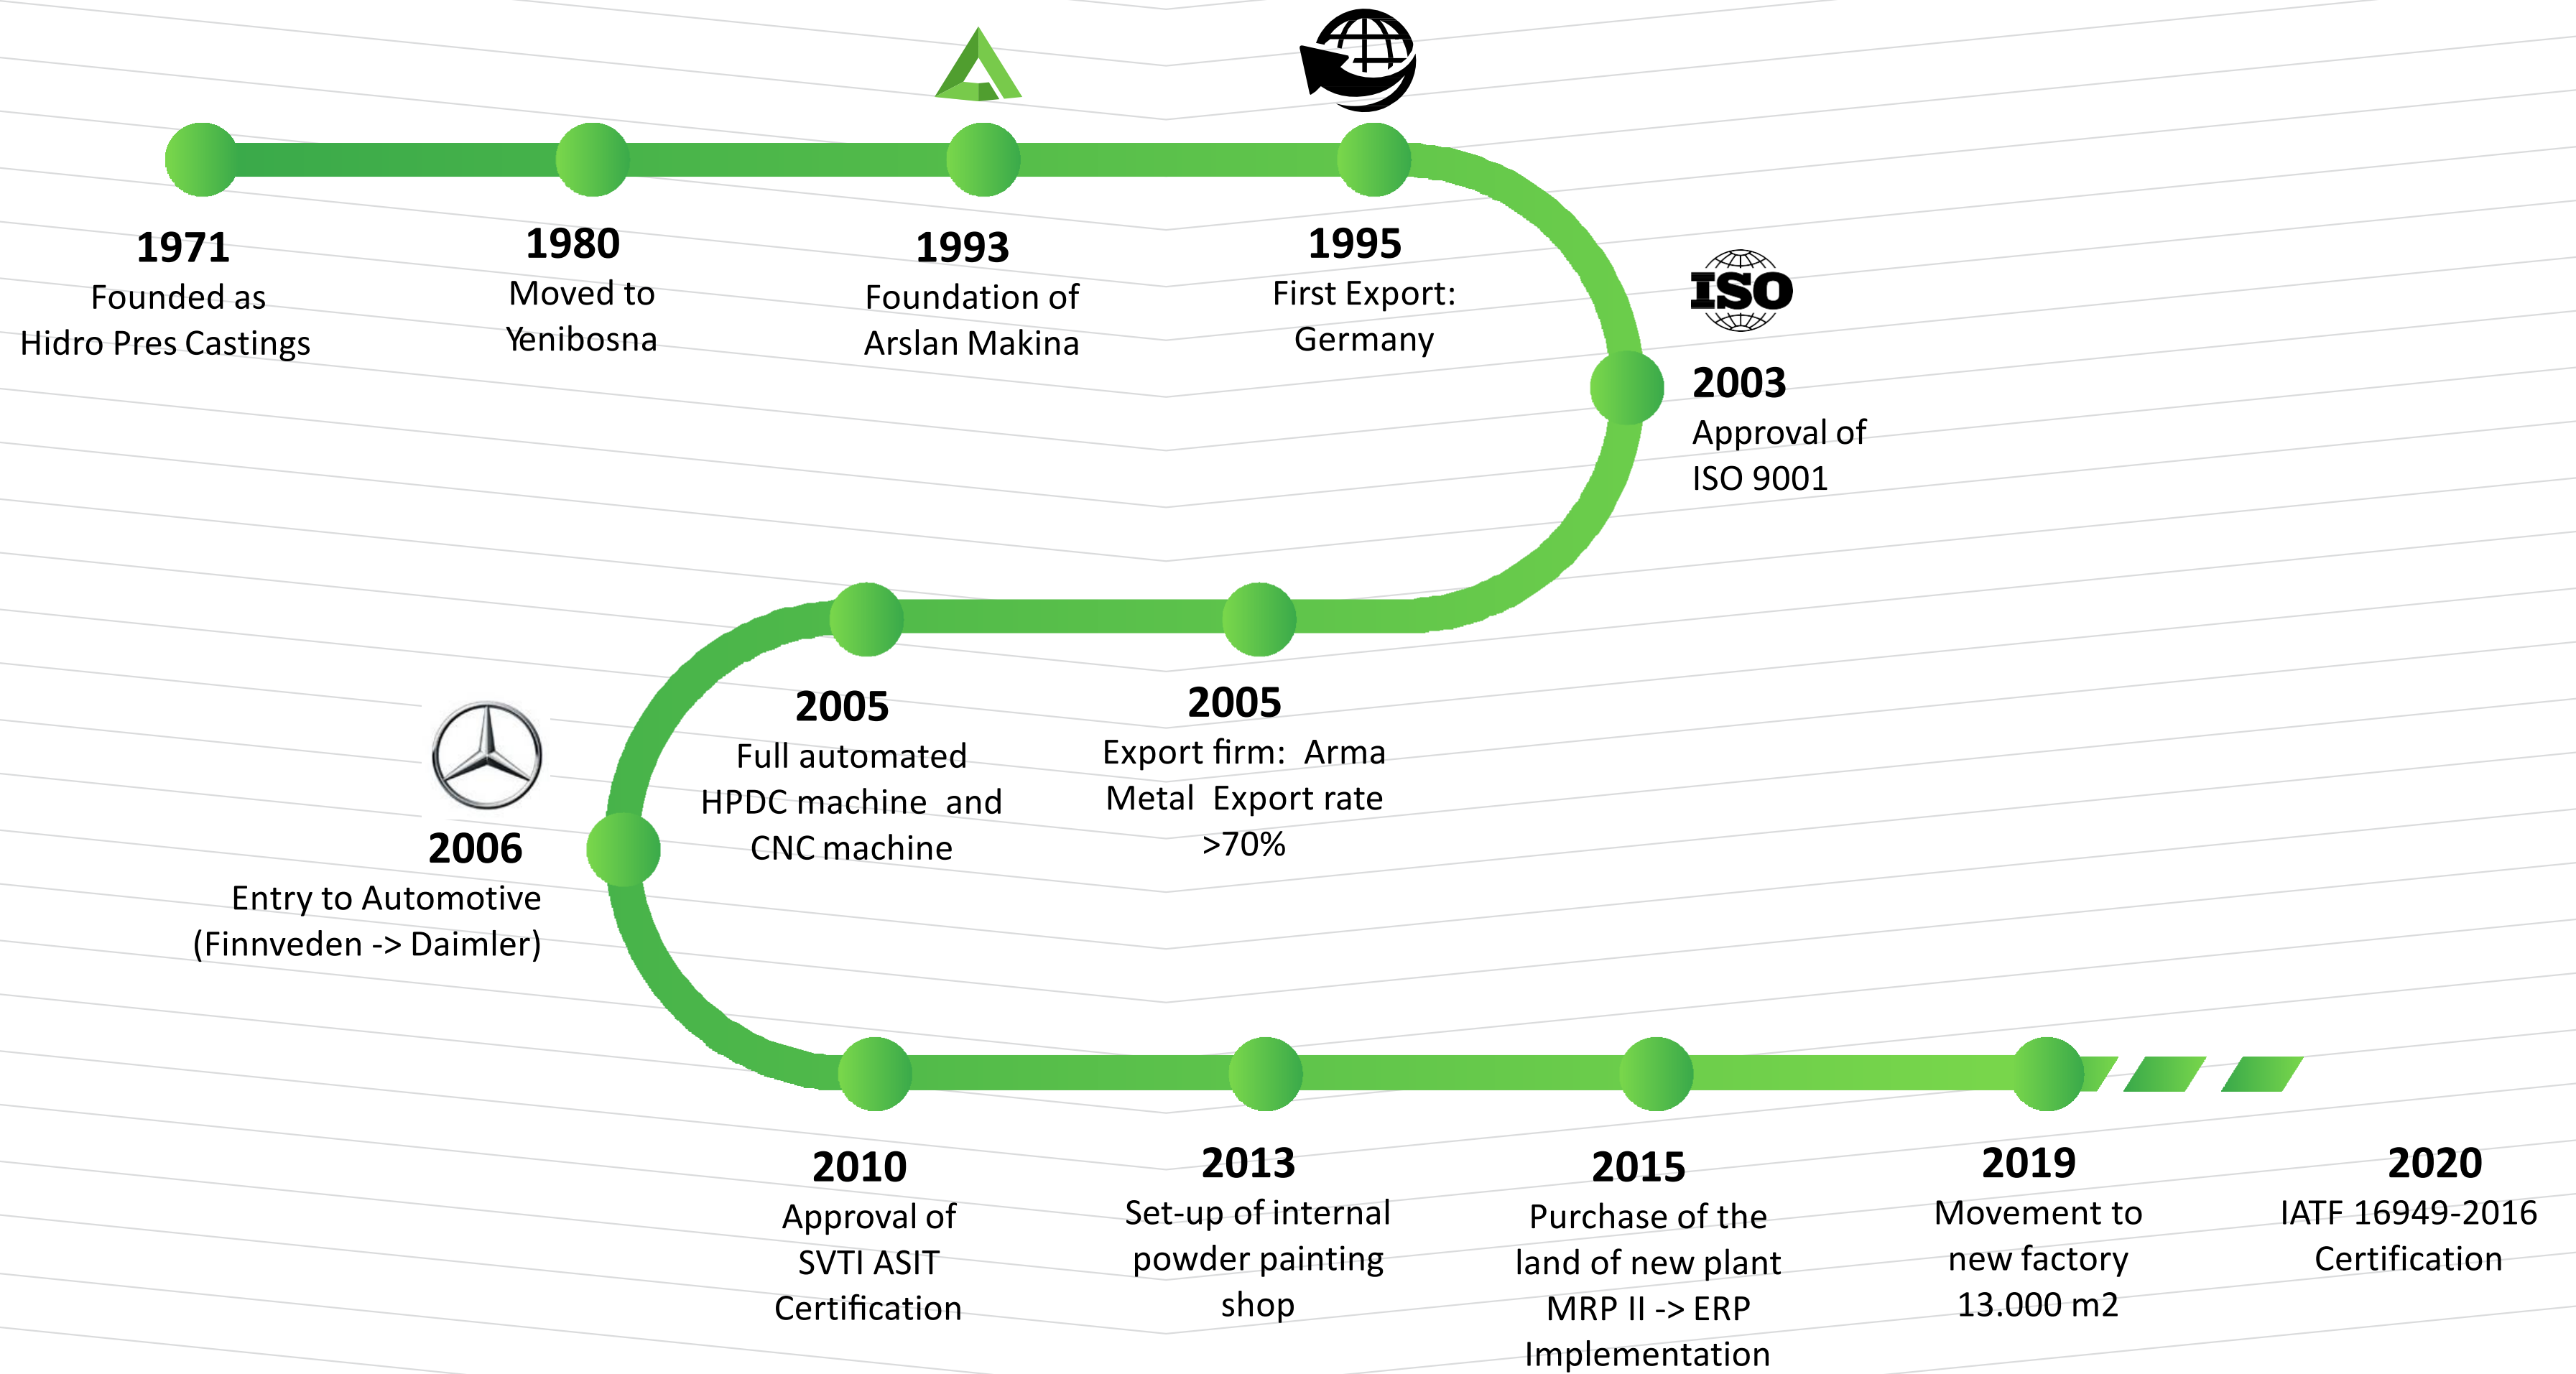 1971
Founded as
Hidro Pres Castings
1980
Moved to
Yenibosna
1993
Foundation of
Arslan Makina
1995
First Export:
Germany
ISO
2003
Approval of
ISO 9001
2005
Export firm:  Arma
Metal  Export rate
>70%
2005
Full automated
HPDC machine  and
CNC machine
2006
Entry to Automotive
(Finnveden -> Daimler)
2010
Approval of
SVTI ASIT
Certification
2013
Set-up of internal
powder painting
shop
2015
Purchase of the
land of new plant
MRP II -> ERP
Implementation
2019
Movement to
new factory
13.000 m2
2020
IATF 16949-2016
Certification